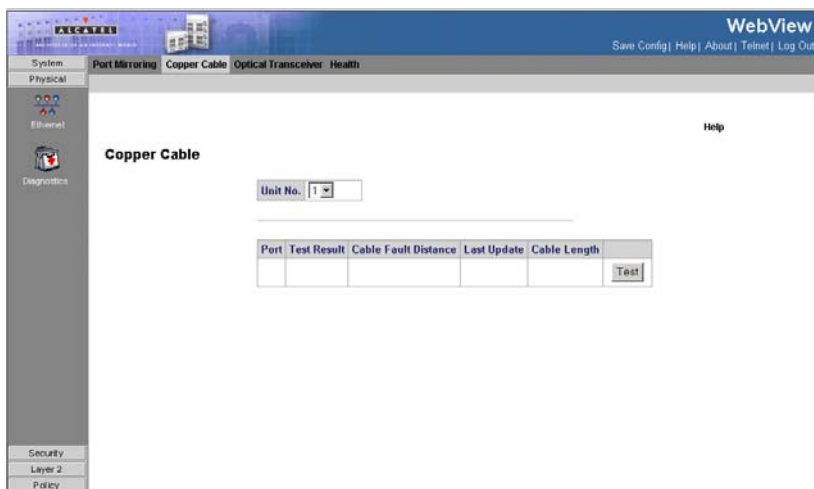 ALCATEL
WebView
Save Config| Help| About| Telnet| Log Out
System
Physical
Port Mirroring Copper Cable Optical Transceiver Health
Ethernet
Diagnostics
Help
Copper Cable
Unit No. 1
Port Test Result Cable Fault Distance Last Update Cable Length
Test
Security
Layer 2
Policy